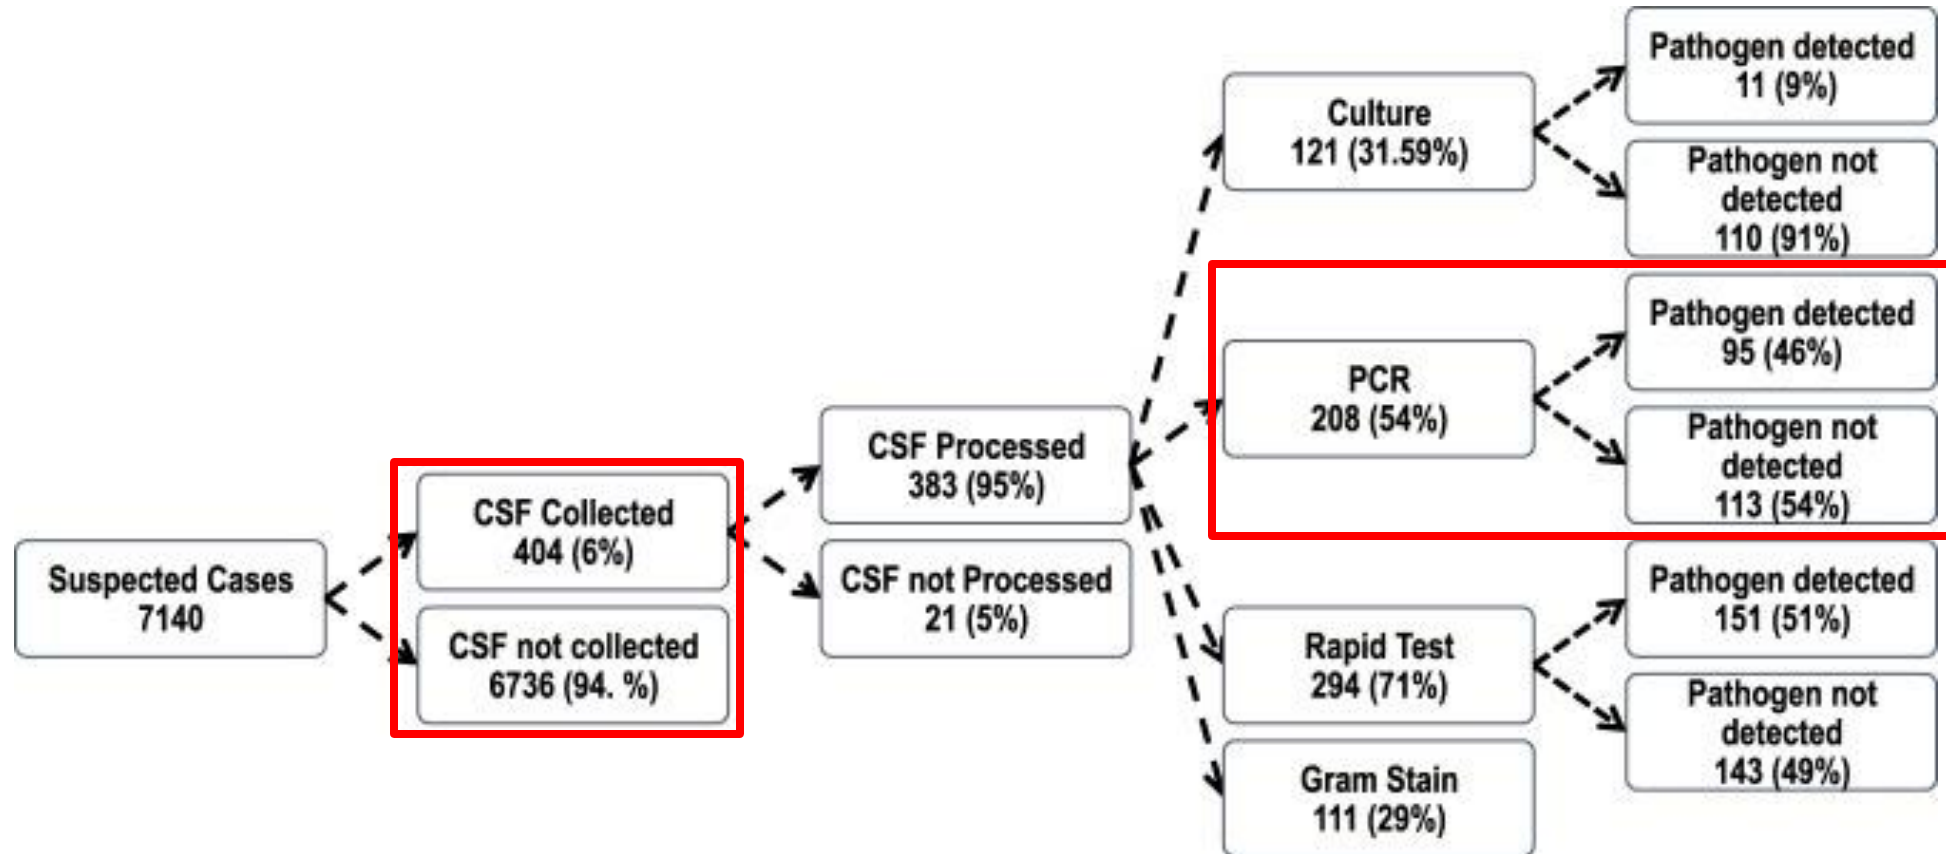 Suspected Cases
7140
CSF Collected
404 (6%)
CSF not collected
6736 (94. %)
CSF Processed
383 (95%)
CSF not Processed
21 (5%)
Culture
121 (31.59%)
Pathogen detected
11 (9%)
Pathogen not
detected
110 (91%)
PCR
208 (54%)
Pathogen detected
95 (46%)
Pathogen not
detected
113 (54%)
Rapid Test
294 (71%)
Pathogen detected
151 (51%)
Pathogen not
detected
143 (49%)
Gram Stain
111 (29%)